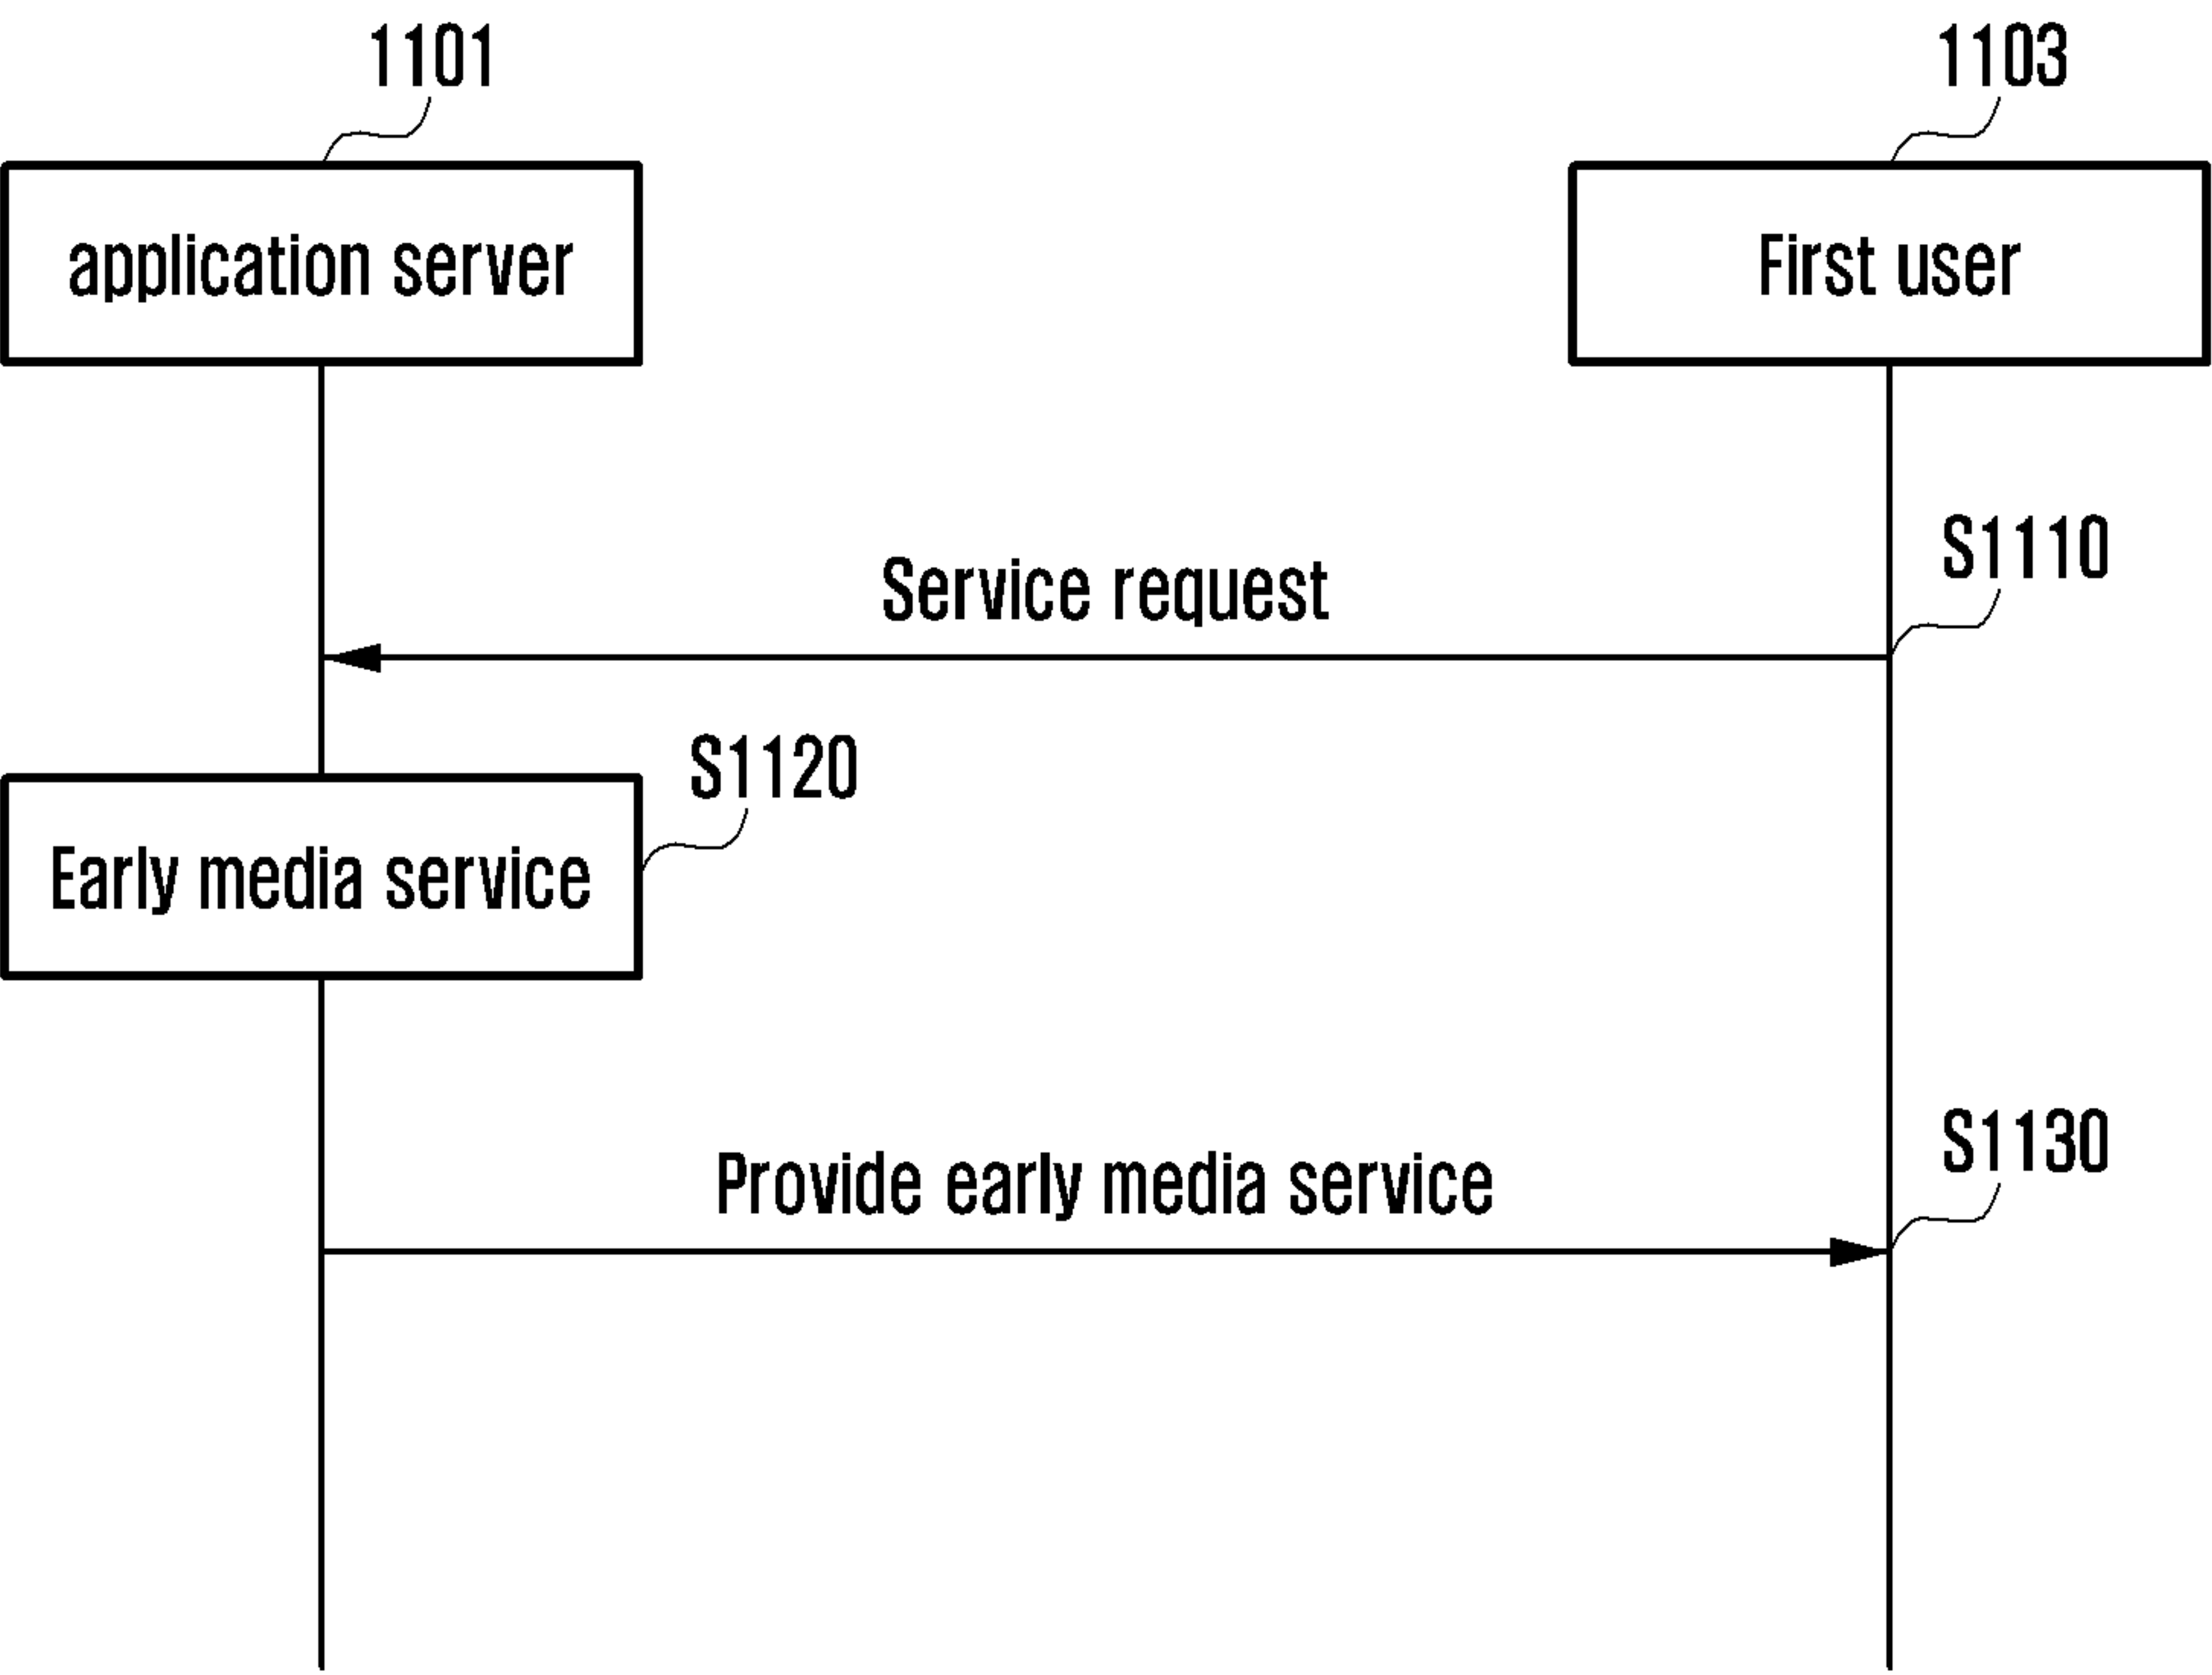 1101
1103
application server
First user
S1110
Service request
S1120
Early media service
S1130
Provide early media service